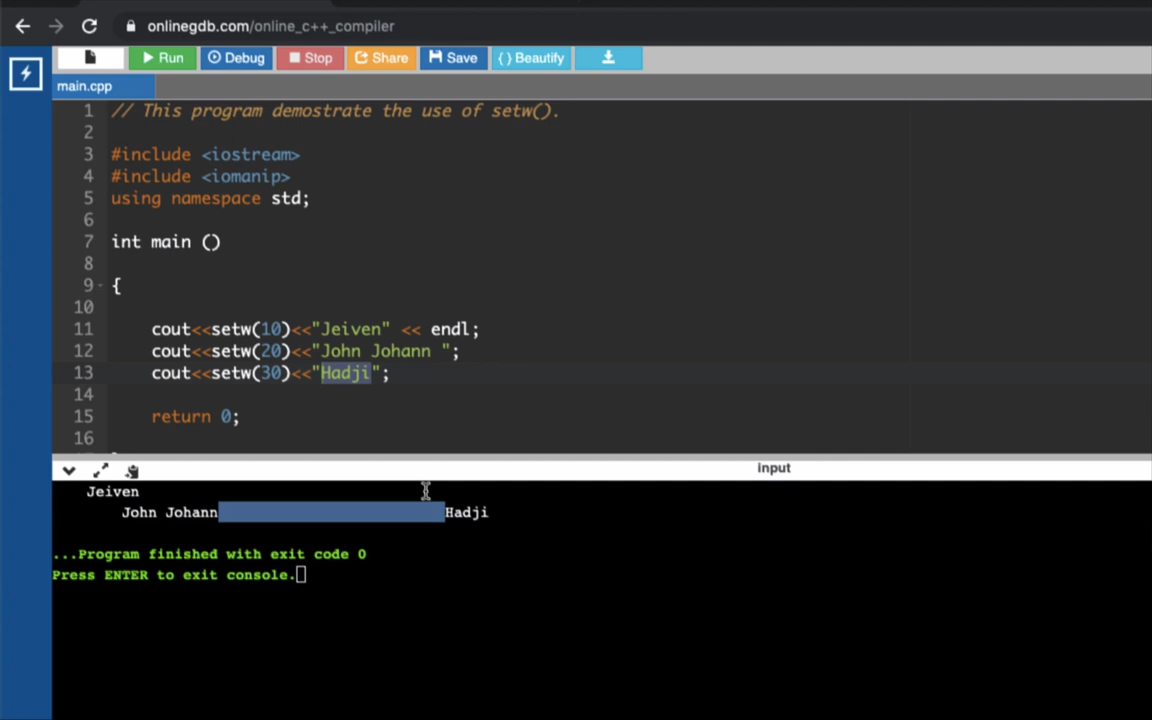 onlinegdb.com/online_c++_compiler
Run Debug Stop Share Save { } Beautify
main.cpp
1 // This program demostrate the use of setw().
2
3 #include <iostream>
4 #include <iomanip>
5 using namespace std;
6
7 int main ()
8
9 {
10
11 cout<<setw(10)<<"Jeiven" << endl;
12 cout<<setw(20)<<"John Johann ";
13 cout<<setw(30)<<"Hadji";
14
15 return 0;
16
input
Jeiven
John Johann Hadji
...Program finished with exit code 0
Press ENTER to exit console.